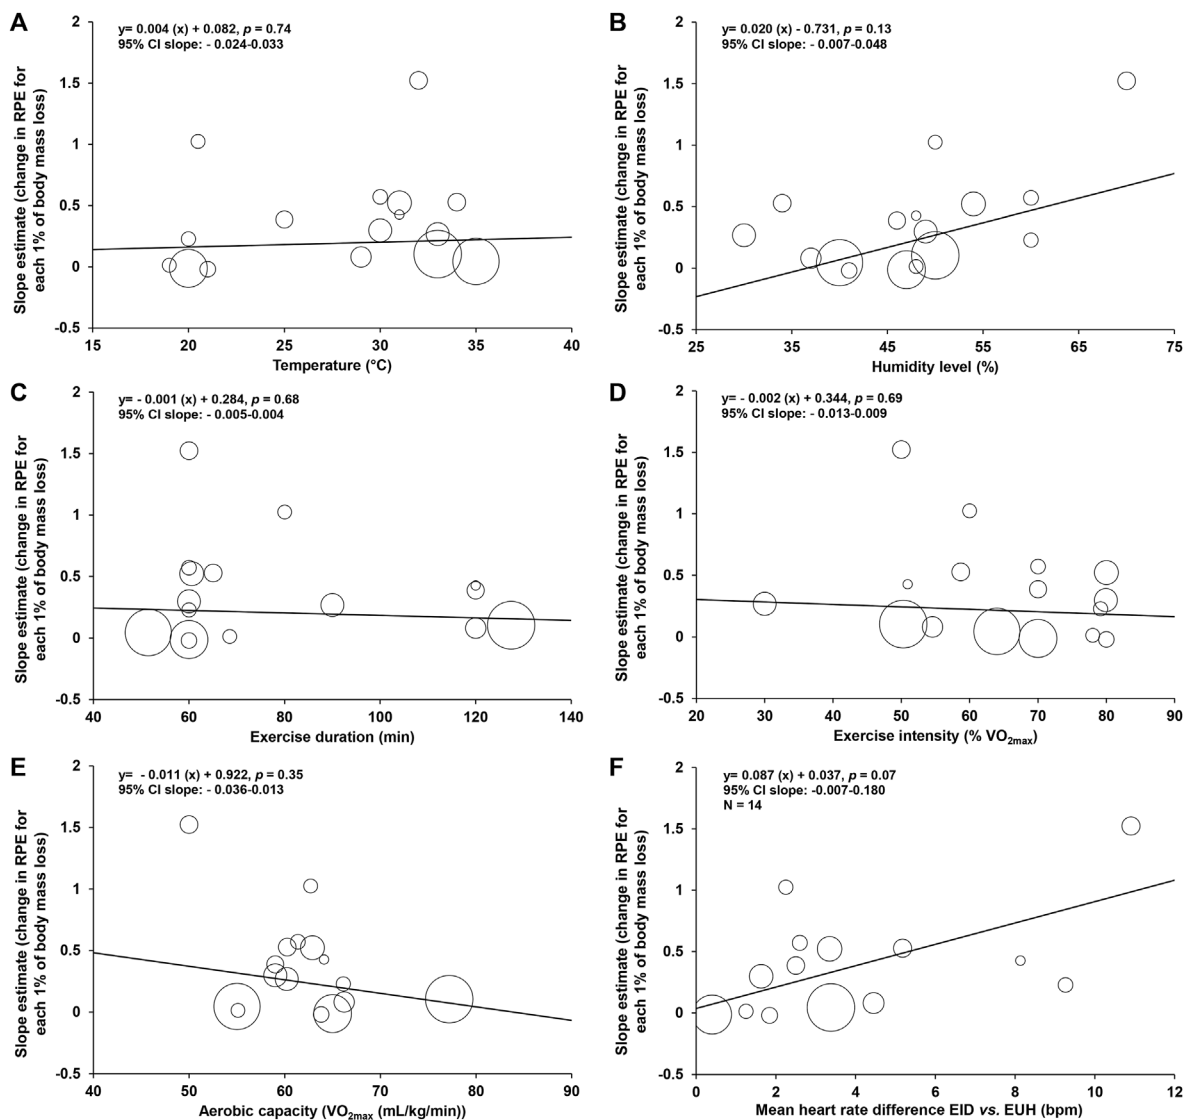 A
y= 0.004 (x) + 0.082, p = 0.74
95% CI slope: - 0.024-0.033
Slope estimate (change in RPE for
each 1% of body mass loss)
2
1.5
1
0.5
0
-0.5
15 20 25 30 35 40
Temperature (°C)
B
y= 0.020 (x) - 0.731, p = 0.13
95% CI slope: - 0.007-0.048
Slope estimate (change in RPE for
each 1% of body mass loss)
2
1.5
1
0.5
0
-0.5
25 35 45 55 65 75
Humidity level (%)
C
y= - 0.001 (x) + 0.284, p = 0.68
95% CI slope: - 0.005-0.004
Slope estimate (change in RPE for
each 1% of body mass loss)
2
1.5
1
0.5
0
-0.5
40 60 80 100 120 140
Exercise duration (min)
D
y= - 0.002 (x) + 0.344, p = 0.69
95% CI slope: - 0.013-0.009
Slope estimate (change in RPE for
each 1% of body mass loss)
2
1.5
1
0.5
0
-0.5
20 30 40 50 60 70 80 90
Exercise intensity (% VO2max)
E
y= - 0.011 (x) + 0.922, p = 0.35
95% CI slope: - 0.036-0.013
Slope estimate (change in RPE for
each 1% of body mass loss)
2
1.5
1
0.5
0
-0.5
40 50 60 70 80 90
Aerobic capacity (VO2max (mL/kg/min))
F
y= 0.087 (x) + 0.037, p = 0.07
95% CI slope: -0.007-0.180
N = 14
Slope estimate (change in RPE for
each 1% of body mass loss)
2
1.5
1
0.5
0
-0.5
0 2 4 6 8 10 12
Mean heart rate difference EID vs. EUH (bpm)